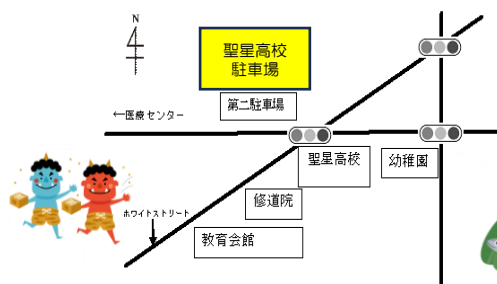 N
聖星高校
駐車場
第二駐車場
←医療センター
聖星高校
幼稚園
修道院
ホワイトストリート
教育会館